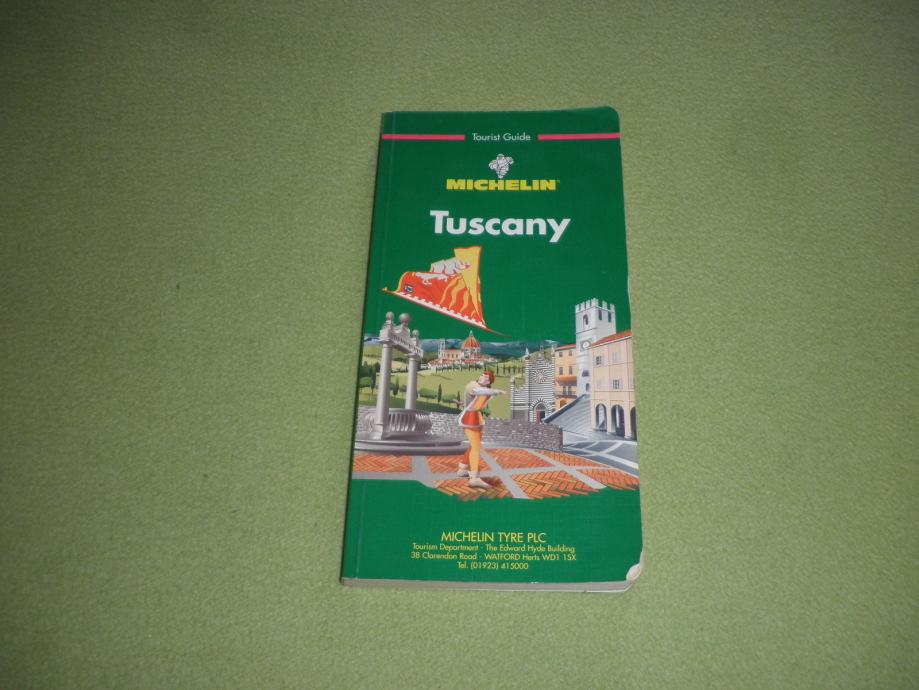 Tourist Guide
MICHELIN
Tuscany
MICHELIN TYRE PLC
Tourism Department - The Edward Hyde Building
38 Clarendon Road - WATFORD Herts WD1 1SX
Tel. (01923) 415000